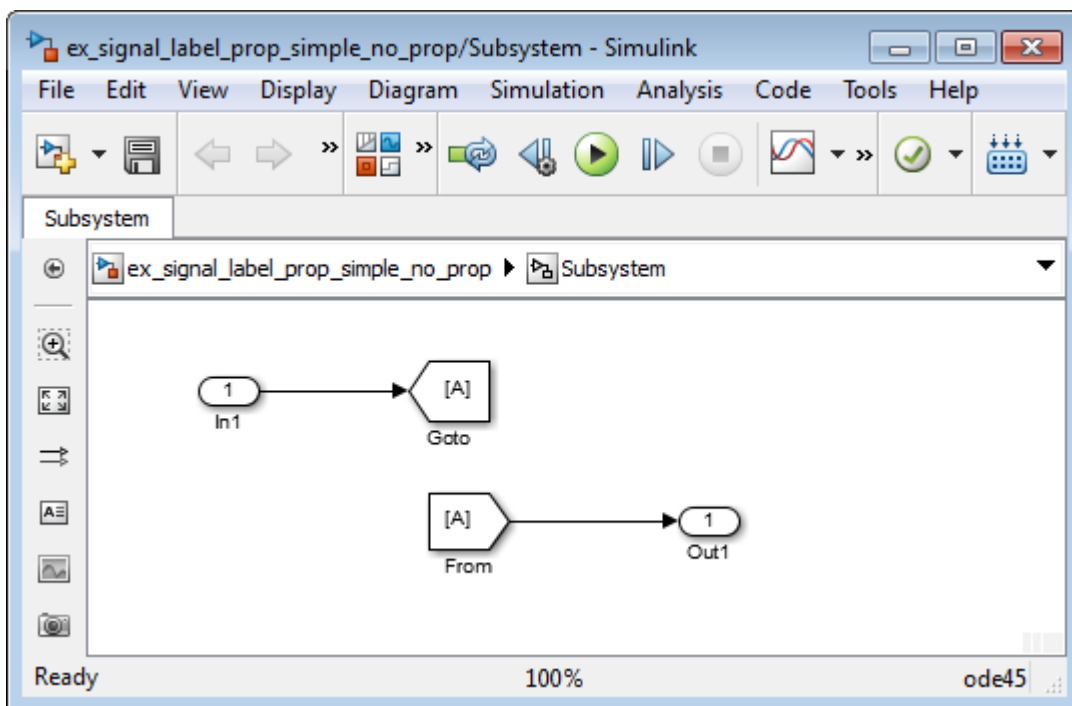 ex_signal_label_prop_simple_no_prop/Subsystem - Simulink
File Edit View Display Diagram Simulation Analysis Code Tools Help
Subsystem
ex_signal_label_prop_simple_no_prop Subsystem
1
In1
[A]
Goto
[A]
From
1
Out1
Ready 100% ode45